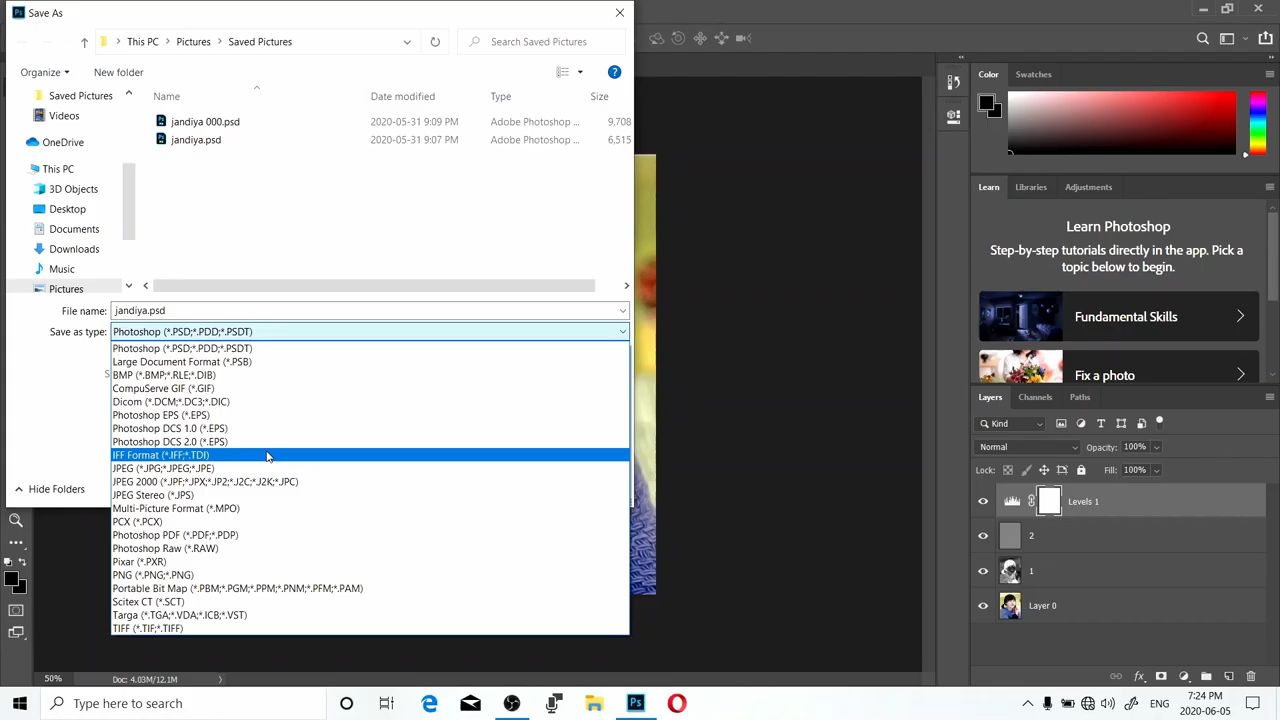 Save As
This PC
Pictures
Saved Pictures
Search Saved Pictures
Organize
New folder
Name
Date modified
Type
Size
jandiya 000.psd
2020-05-31 9:09 PM
Adobe Photoshop ...
9,708
jandiya.psd
2020-05-31 9:07 PM
Adobe Photoshop ...
6,515
Saved Pictures
Videos
OneDrive
This PC
3D Objects
Desktop
Documents
Downloads
Music
Pictures
File name:
jandiya.psd
Save as type:
Photoshop (*.PSD;*.PDD;*.PSDT)
Photoshop (*.PSD;*.PDD;*.PSDT)
Large Document Format (*.PSB)
BMP (*.BMP;*.RLE;*.DIB)
CompuServe GIF (*.GIF)
Dicom (*.DCM;*.DC3;*.DIC)
Photoshop EPS (*.EPS)
Photoshop DCS 1.0 (*.EPS)
Photoshop DCS 2.0 (*.EPS)
IFF Format (*.IFF;*.TDI)
JPEG (*.JPG;*.JPEG;*.JPE)
JPEG 2000 (*.JPF;*.JPX;*.JP2;*.J2C;*.J2K;*.JPC)
JPEG Stereo (*.JPS)
Multi-Picture Format (*.MPO)
PCX (*.PCX)
Photoshop PDF (*.PDF;*.PDP)
Photoshop Raw (*.RAW)
Pixar (*.PXR)
PNG (*.PNG;*.PNG)
Portable Bit Map (*.PBM;*.PGM;*.PPM;*.PNM;*.PFM;*.PAM)
Scitex CT (*.SCT)
Targa (*.TGA;*.VDA;*.ICB;*.VST)
TIFF (*.TIF;*.TIFF)
Hide Folders
Color
Swatches
Learn
Libraries
Adjustments
Learn Photoshop
Step-by-step tutorials directly in the app. Pick a
topic below to begin.
Fundamental Skills
Fix a photo
Layers
Channels
Paths
Kind
Normal
Opacity: 100%
Lock:
Fill: 100%
Levels 1
2
1
Layer 0
fx
50%
Doc: 4.03M/12.1M
Type here to search
Ps
ENG
7:24 PM
2020-06-05